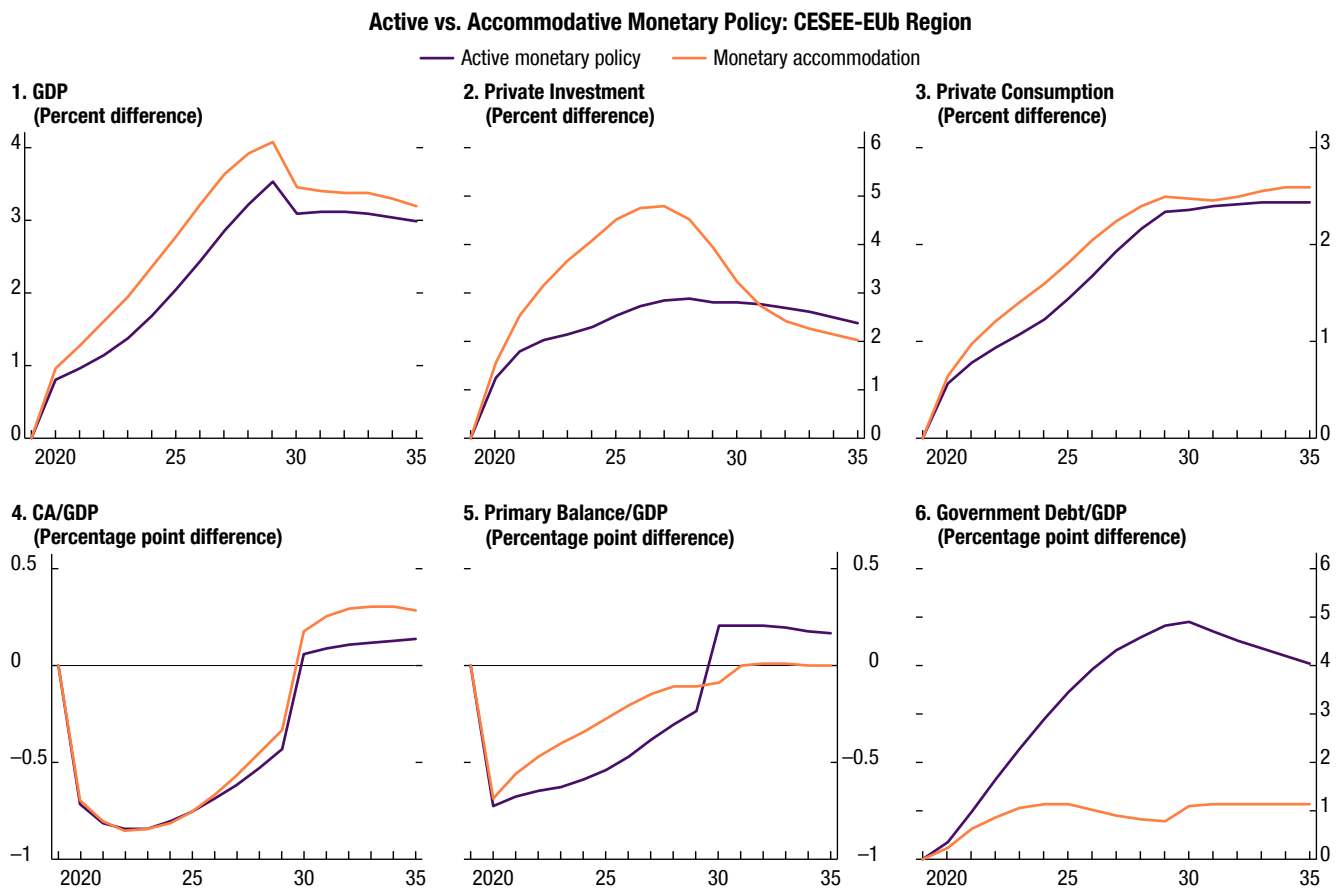 Active vs. Accommodative Monetary Policy: CESEE-EUb Region
Active monetary policy Monetary accommodation
1. GDP
(Percent difference)
4
3
2
1
0
2020 25 30 35
2. Private Investment
(Percent difference)
6
5
4
3
2
1
0
2020 25 30 35
3. Private Consumption
(Percent difference)
3
2
1
0
2020 25 30 35
4. CA/GDP
(Percentage point difference)
0.5
0
–0.5
–1
2020 25 30 35
5. Primary Balance/GDP
(Percentage point difference)
0.5
0
–0.5
–1
2020 25 30 35
6. Government Debt/GDP
(Percentage point difference)
6
5
4
3
2
1
0
2020 25 30 35